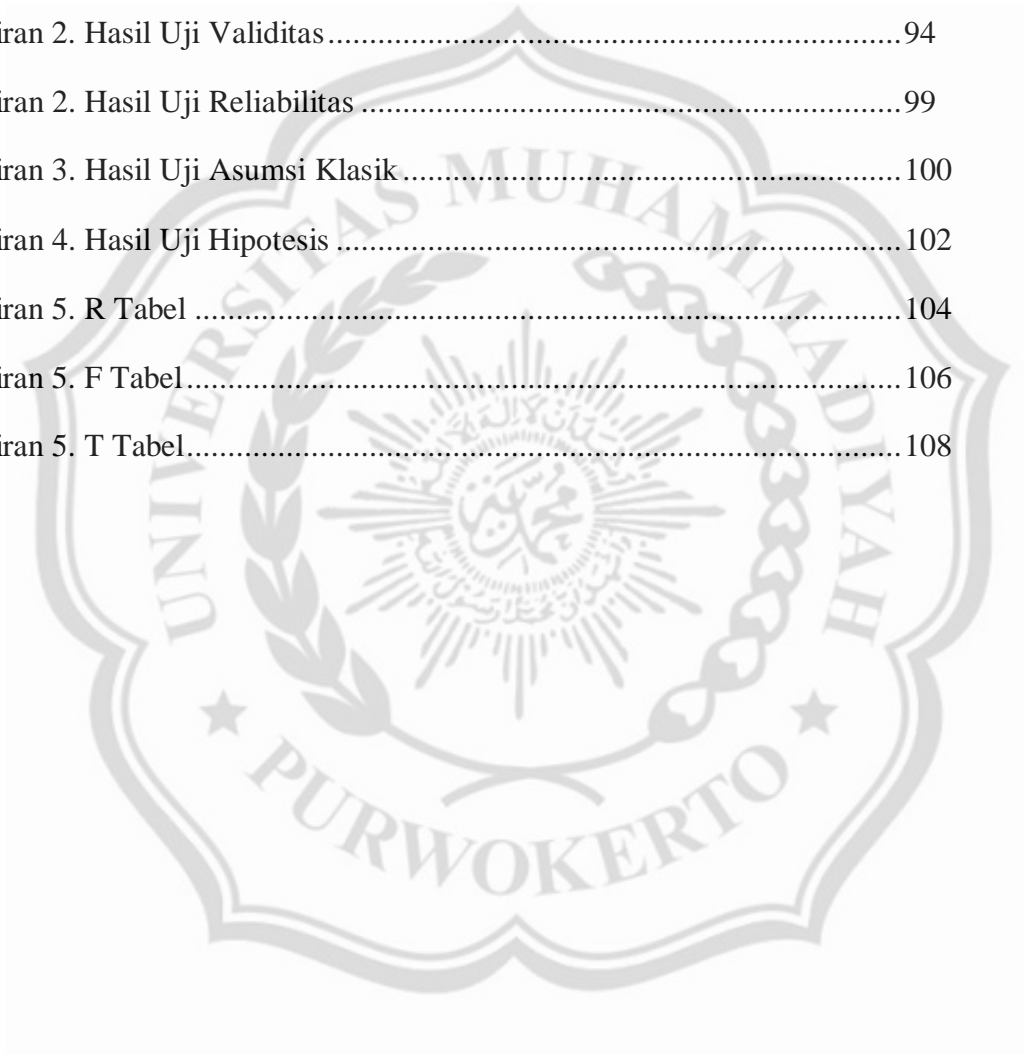 iran 2. Hasil Uji Validitas......................................................................94
iran 2. Hasil Uji Reliabilitas ..................................................................99
iran 3. Hasil Uji Asumsi Klasik.............................................................100
iran 4. Hasil Uji Hipotesis .....................................................................102
iran 5. R Tabel ......................................................................................104
iran 5. F Tabel.......................................................................................106
iran 5. T Tabel.......................................................................................108
UNIVERSITAS MUHAMMADIYAH
PURWOKERTO